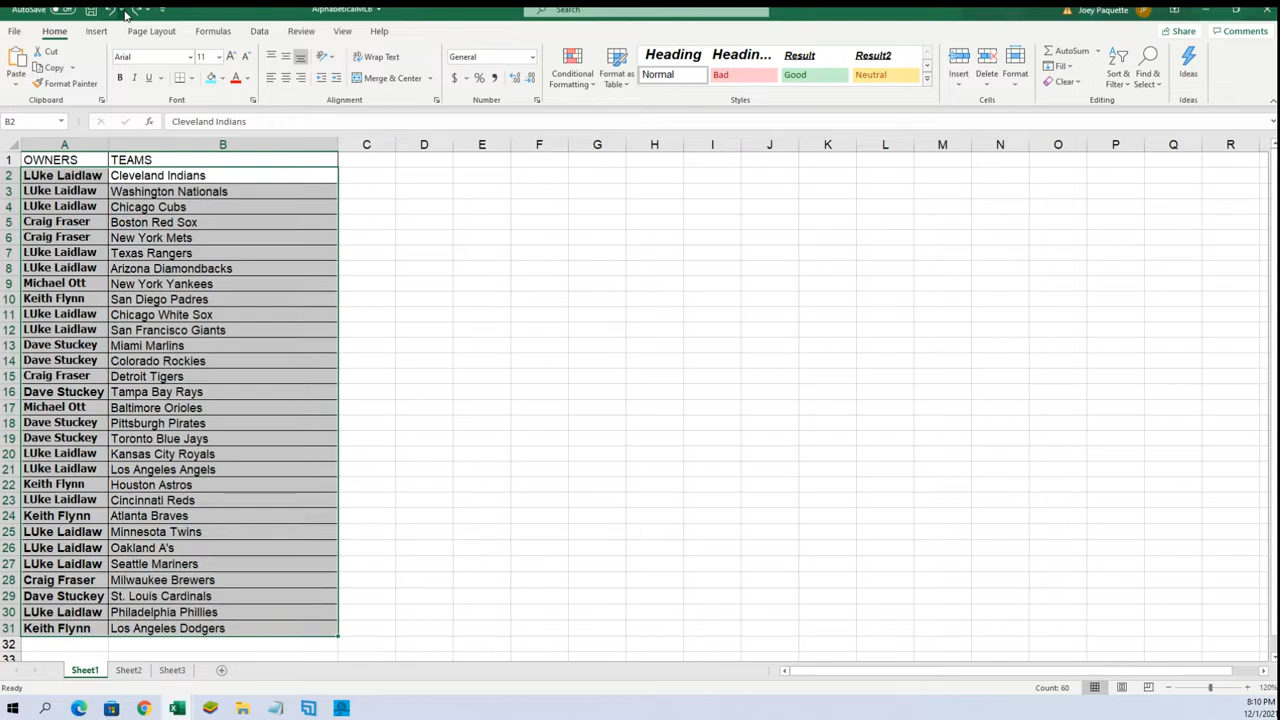 AutoSave Off AlphabeticalMLB Search Joey Paquette JP
File Home Insert Page Layout Formulas Data Review View Help Share Comments
Paste Cut Copy Format Painter Clipboard
Arial 11 A A B I U A Font
Wrap Text Merge & Center Alignment
General $ % Number
Conditional Formatting Format as Table
Heading Headin... Result Result2
Normal Bad Good Neutral
Styles
Insert Delete Format Cells
AutoSum Fill Clear Sort & Filter Find & Select Editing
Ideas Ideas
B2 fx Cleveland Indians
A B C D E F G H I J K L M N O P Q R
1 OWNERS TEAMS
2 LUke Laidlaw Cleveland Indians
3 LUke Laidlaw Washington Nationals
4 LUke Laidlaw Chicago Cubs
5 Craig Fraser Boston Red Sox
6 Craig Fraser New York Mets
7 LUke Laidlaw Texas Rangers
8 LUke Laidlaw Arizona Diamondbacks
9 Michael Ott New York Yankees
10 Keith Flynn San Diego Padres
11 LUke Laidlaw Chicago White Sox
12 LUke Laidlaw San Francisco Giants
13 Dave Stuckey Miami Marlins
14 Dave Stuckey Colorado Rockies
15 Craig Fraser Detroit Tigers
16 Dave Stuckey Tampa Bay Rays
17 Michael Ott Baltimore Orioles
18 Dave Stuckey Pittsburgh Pirates
19 Dave Stuckey Toronto Blue Jays
20 LUke Laidlaw Kansas City Royals
21 LUke Laidlaw Los Angeles Angels
22 Keith Flynn Houston Astros
23 LUke Laidlaw Cincinnati Reds
24 Keith Flynn Atlanta Braves
25 LUke Laidlaw Minnesota Twins
26 LUke Laidlaw Oakland A's
27 LUke Laidlaw Seattle Mariners
28 Craig Fraser Milwaukee Brewers
29 Dave Stuckey St. Louis Cardinals
30 LUke Laidlaw Philadelphia Phillies
31 Keith Flynn Los Angeles Dodgers
32
33
Sheet1 Sheet2 Sheet3
Ready Count: 60 120%
8:10 PM
12/1/2021